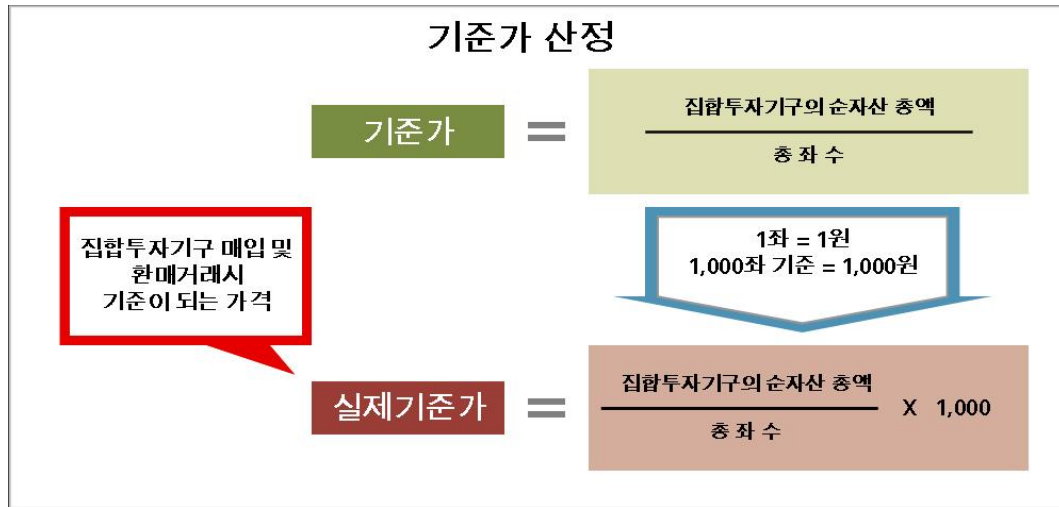 기준가 산정
기준가
=
집합투자기구의 순자산 총액
총 좌 수
집합투자기구 매입 및
환매거래시
기준이 되는 가격
1좌 = 1원
1,000좌 기준 = 1,000원
실제기준가
=
집합투자기구의 순자산 총액
총 좌 수
X 1,000